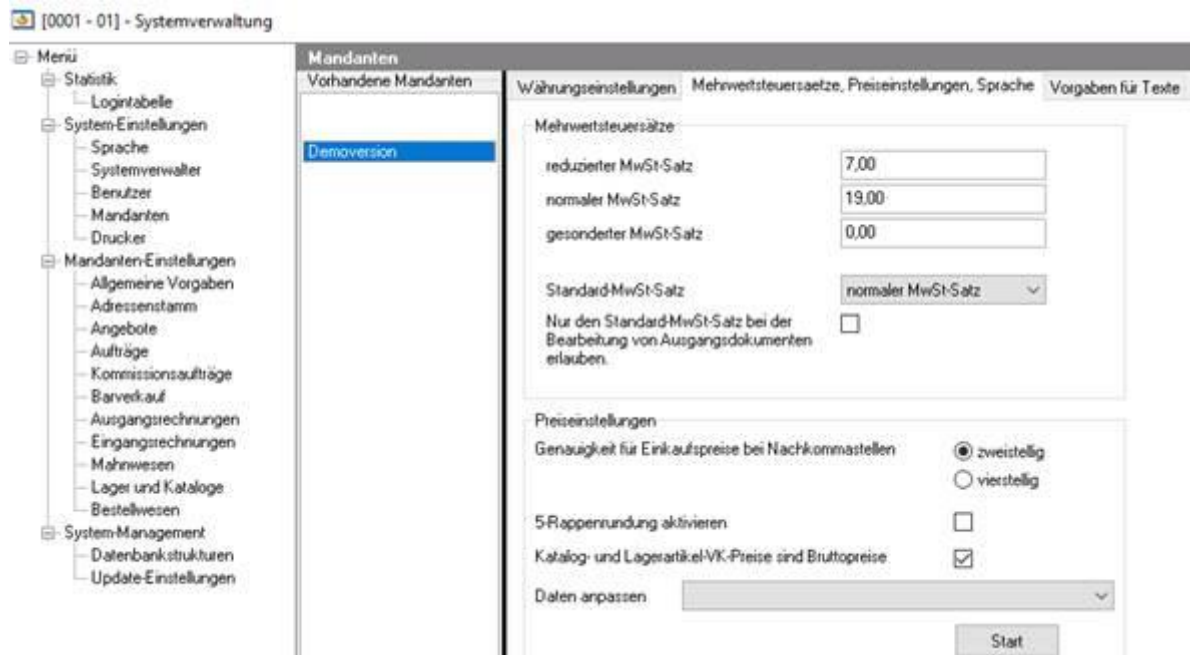 [0001 - 01] - Systemverwaltung
Menü
Statistik
Logintabelle
System-Einstellungen
Sprache
Systemverwalter
Benutzer
Mandanten
Drucker
Mandanten-Einstellungen
Allgemeine Vorgaben
Adressenstamm
Angebote
Aufträge
Kommissionsaufträge
Barverkauf
Ausgangsrechnungen
Eingangsrechnungen
Mahnwesen
Lager und Kataloge
Bestellwesen
System-Management
Datenbankstrukturen
Update-Einstellungen
Mandanten
Vorhandene Mandanten
Demoversion
Währungseinstellungen Mehrwertsteuersaetze, Preiseinstellungen, Sprache Vorgaben für Texte
Mehrwertsteuersätze
reduzierter MwSt-Satz 7,00
normaler MwSt-Satz 19,00
gesonderter MwSt-Satz 0,00
Standard-MwSt-Satz normaler MwSt-Satz
Nur den Standard-MwSt-Satz bei der
Bearbeitung von Ausgangsdokumenten
erlauben.
Preiseinstellungen
Genauigkeit für Einkaufspreise bei Nachkommastellen zweistellig
vierstellig
5-Rappenrundung aktivieren
Katalog- und Lagerartikel-VK-Preise sind Bruttopreise
Daten anpassen
Start